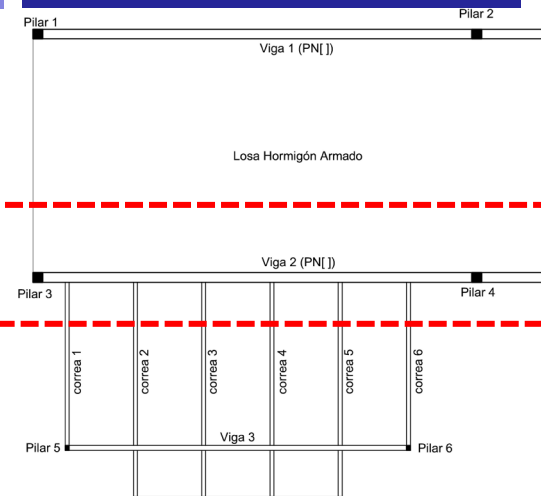 Pilar 1
Pilar 2
Viga 1 (PN[ ])
Losa Hormigón Armado
Viga 2 (PN[ ])
Pilar 3
Pilar 4
correa 1
correa 2
correa 3
correa 4
correa 5
correa 6
Viga 3
Pilar 5
Pilar 6